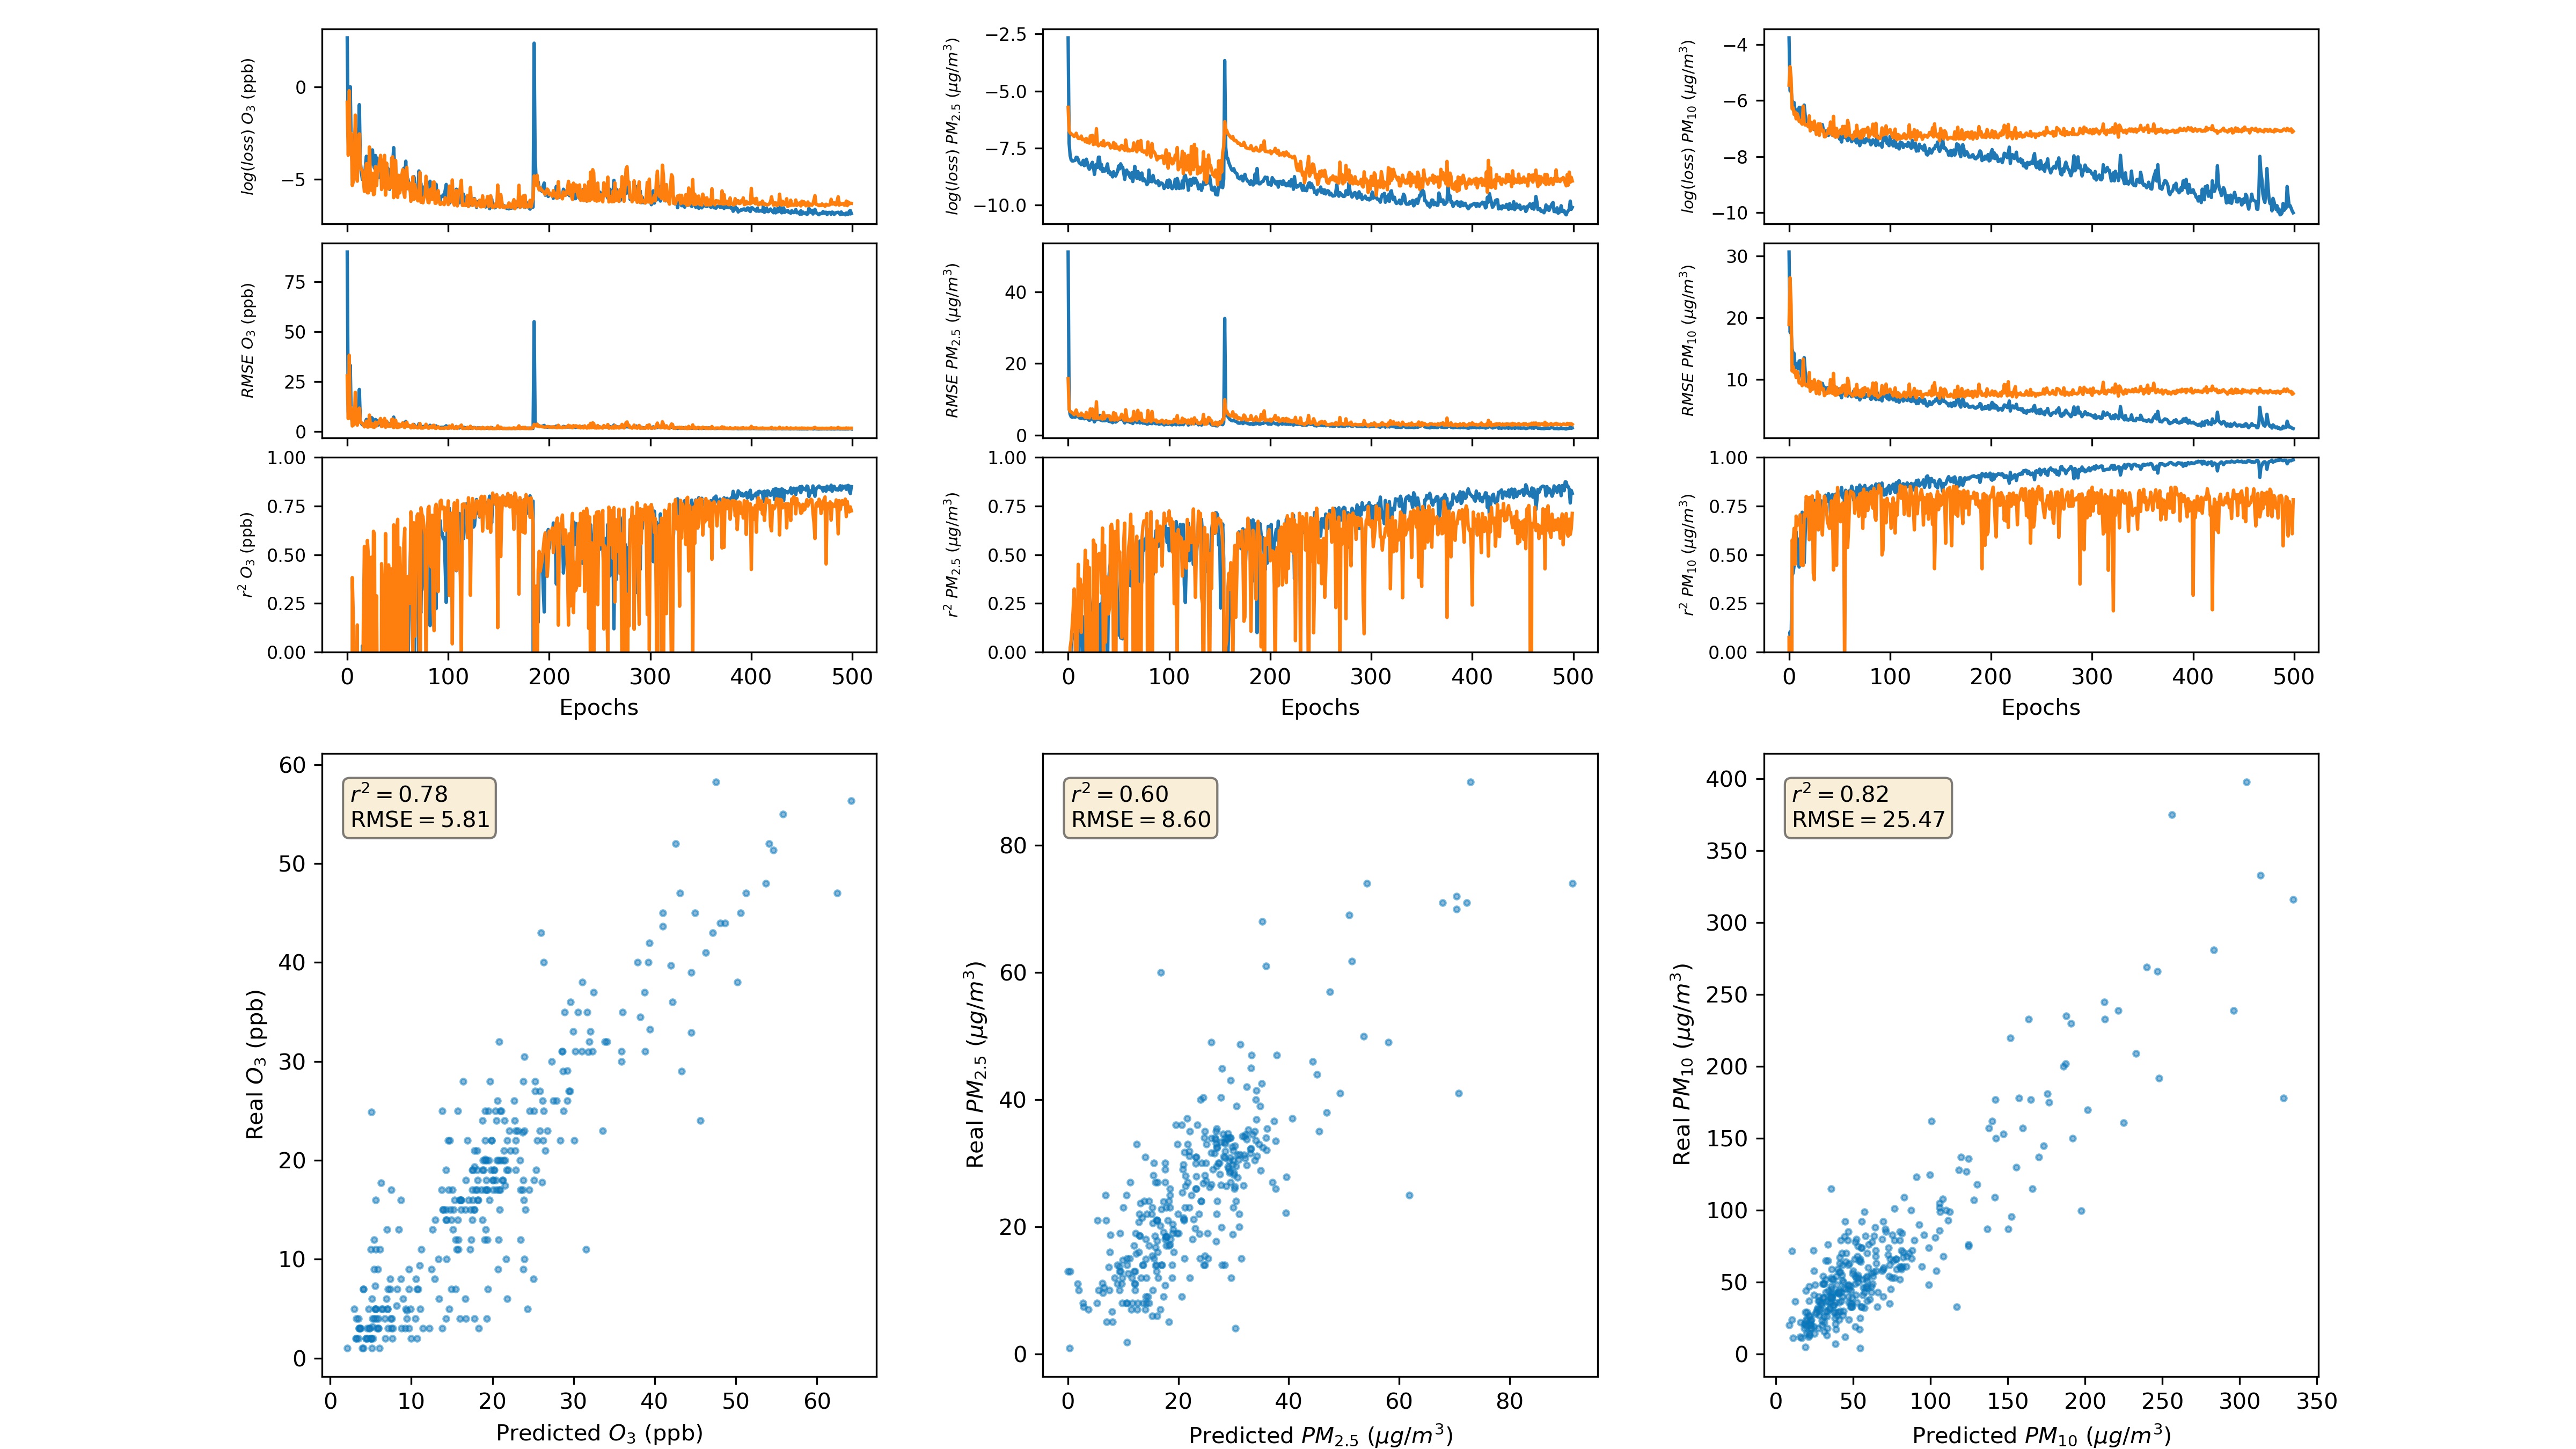 log(loss) O₃ (ppb)
0
−5
log(loss) PM₂.₅ (μg/m³)
−2.5
−5.0
−7.5
−10.0
log(loss) PM₁₀ (μg/m³)
−4
−6
−8
−10
RMSE O₃ (ppb)
75
50
25
0
RMSE PM₂.₅ (μg/m³)
40
20
0
RMSE PM₁₀ (μg/m³)
30
20
10
r² O₃ (ppb)
1.00
0.75
0.50
0.25
0.00
0 100 200 300 400 500
Epochs
r² PM₂.₅ (μg/m³)
1.00
0.75
0.50
0.25
0.00
0 100 200 300 400 500
Epochs
r² PM₁₀ (μg/m³)
1.00
0.75
0.50
0.25
0.00
0 100 200 300 400 500
Epochs
r² = 0.78
RMSE = 5.81
Real O₃ (ppb)
60
50
40
30
20
10
0
0 10 20 30 40 50 60
Predicted O₃ (ppb)
r² = 0.60
RMSE = 8.60
Real PM₂.₅ (μg/m³)
80
60
40
20
0
0 20 40 60 80
Predicted PM₂.₅ (μg/m³)
r² = 0.82
RMSE = 25.47
Real PM₁₀ (μg/m³)
400
350
300
250
200
150
100
50
0
0 50 100 150 200 250 300 350
Predicted PM₁₀ (μg/m³)